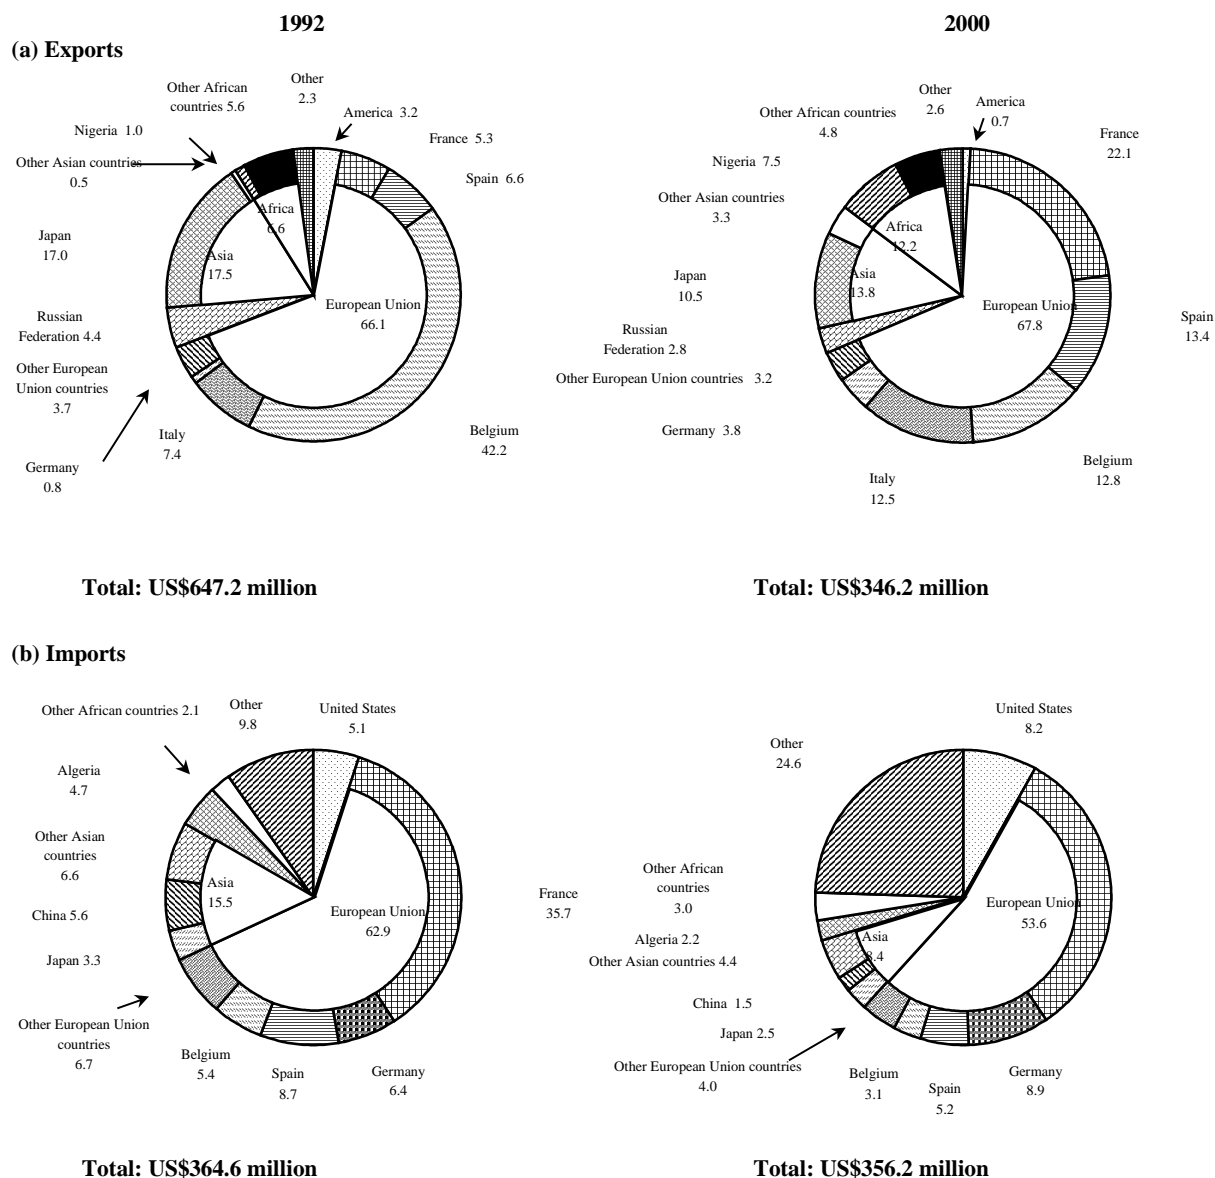 1992
2000
(a) Exports
Other
2.3
Other African
countries 5.6
America 3.2
Nigeria 1.0
France 5.3
Other Asian countries
0.5
Spain 6.6
Africa
6.6
Japan
17.0
Asia
17.5
European Union
66.1
Russian
Federation 4.4
Other European
Union countries
3.7
Italy
7.4
Belgium
42.2
Germany
0.8
Other
2.6
America
0.7
Other African countries
4.8
France
22.1
Nigeria 7.5
Other Asian countries
3.3
Africa
12.2
Japan
10.5
Asia
13.8
European Union
67.8
Spain
13.4
Russian
Federation 2.8
Other European Union countries 3.2
Germany 3.8
Belgium
12.8
Italy
12.5
Total: US$647.2 million
Total: US$346.2 million
(b) Imports
Other African countries 2.1
Other
9.8
United States
5.1
Algeria
4.7
Other Asian
countries
6.6
Asia
15.5
European Union
62.9
France
35.7
China 5.6
Japan 3.3
Other European Union
countries
6.7
Belgium
5.4
Spain
8.7
Germany
6.4
United States
8.2
Other
24.6
Other African
countries
3.0
European Union
53.6
Algeria 2.2
Asia
8.4
Other Asian countries 4.4
China 1.5
Japan 2.5
Other European Union countries
4.0
Belgium
3.1
Spain
5.2
Germany
8.9
Total: US$364.6 million
Total: US$356.2 million